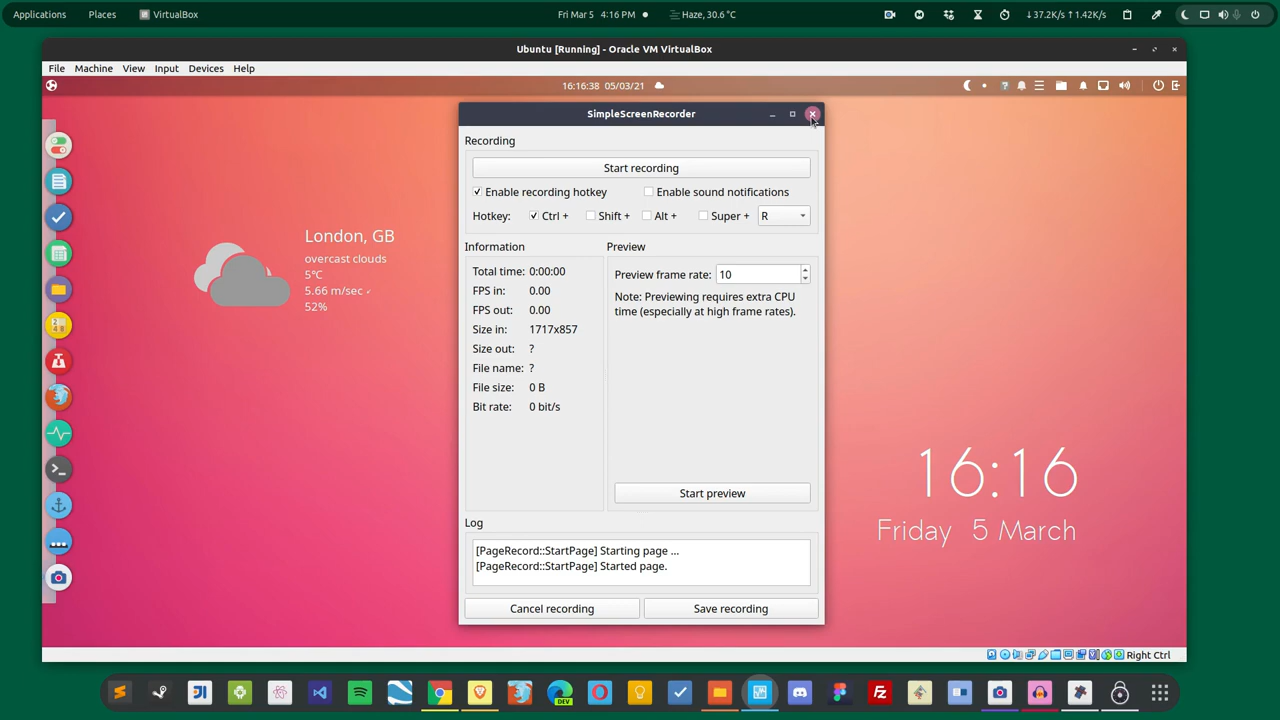 Applications Places VirtualBox Fri Mar 5 4:16 PM Haze, 30.6 °C ↓37.2K/s ↑1.42K/s
Ubuntu [Running] - Oracle VM VirtualBox
File Machine View Input Devices Help
16:16:38 05/03/21
SimpleScreenRecorder
Recording
Start recording
Enable recording hotkey Enable sound notifications
Hotkey: Ctrl + Shift + Alt + Super + R
Information Preview
Total time: 0:00:00
FPS in: 0.00
FPS out: 0.00
Size in: 1717x857
Size out: ?
File name: ?
File size: 0 B
Bit rate: 0 bit/s
Preview frame rate: 10
Note: Previewing requires extra CPU
time (especially at high frame rates).
Start preview
Log
[PageRecord::StartPage] Starting page ...
[PageRecord::StartPage] Started page.
Cancel recording Save recording
London, GB
overcast clouds
5°C
5.66 m/sec
52%
16:16
Friday 5 March
Right Ctrl
DEV